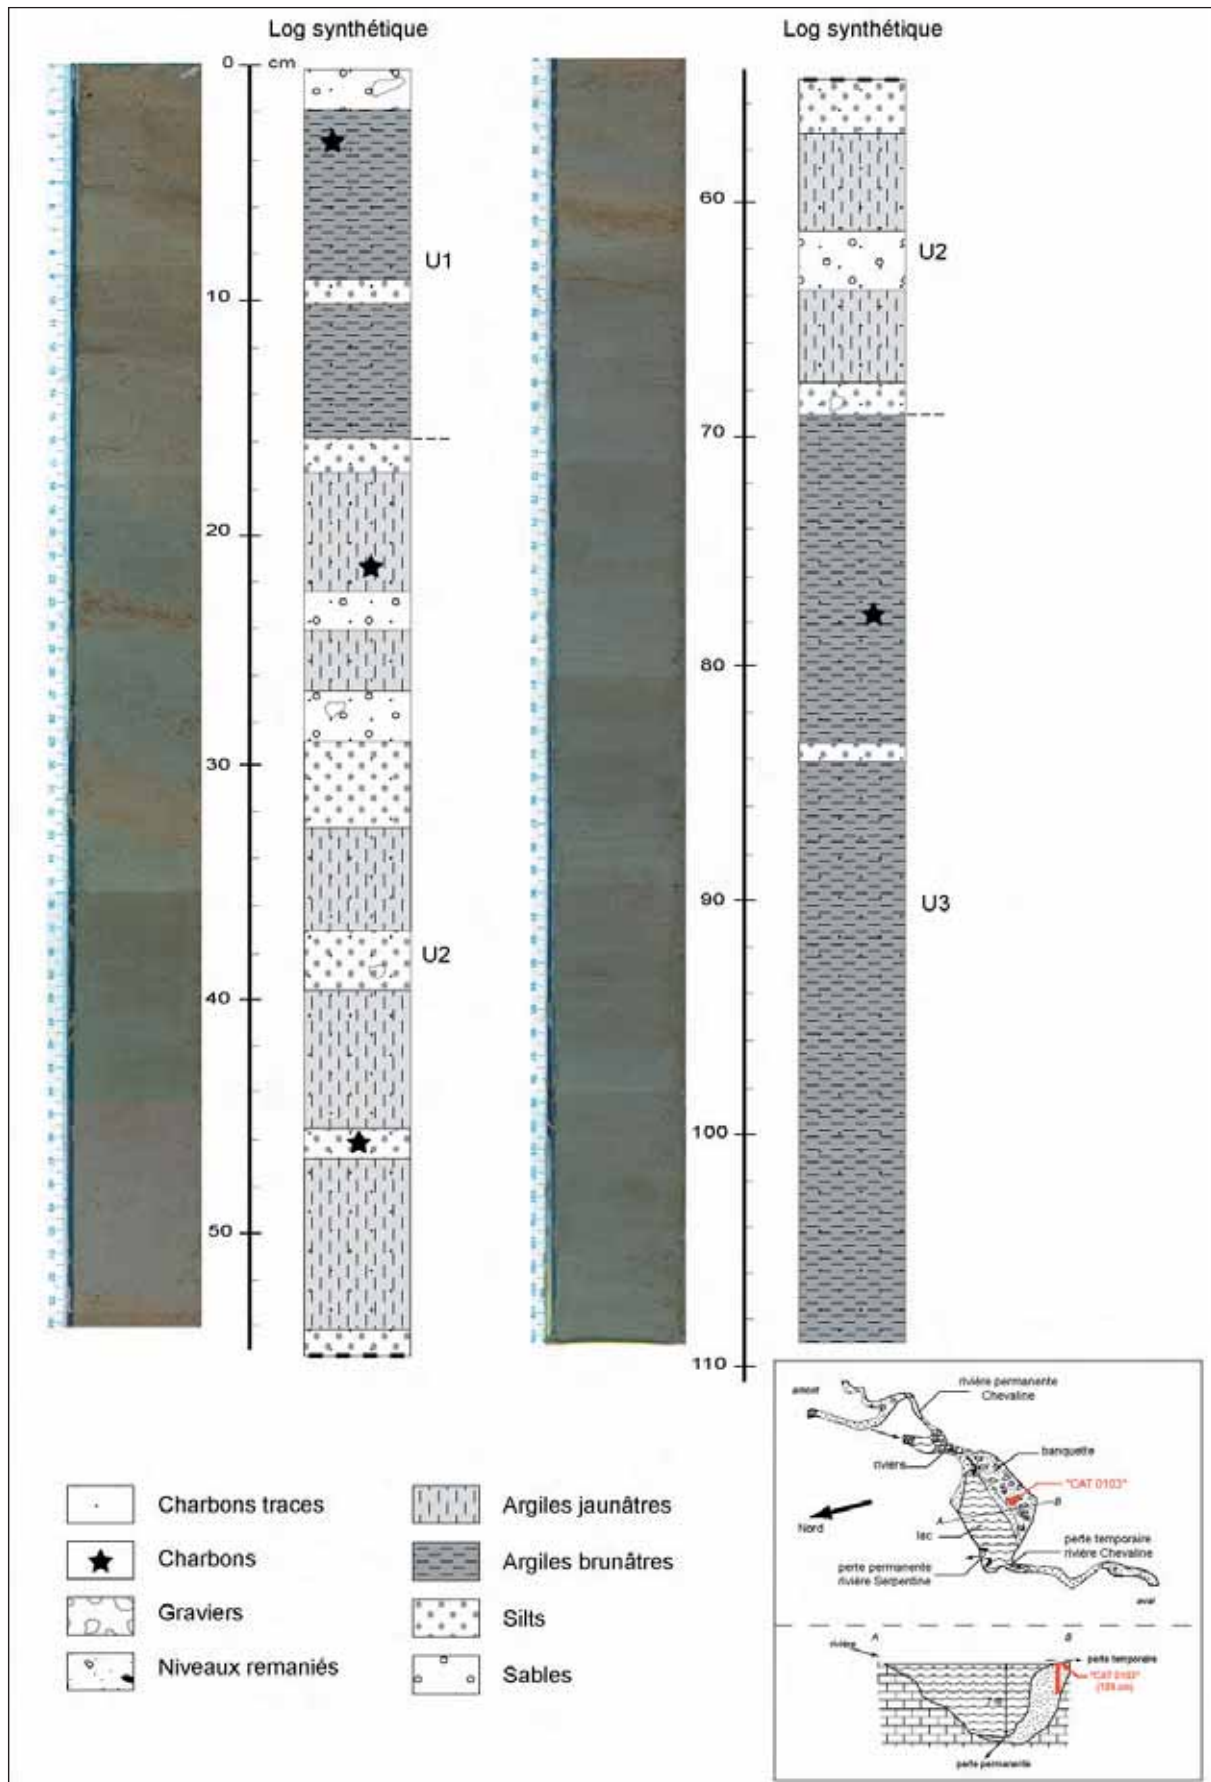 Log synthétique
0 cm
10
20
30
40
50
U1
U2
Log synthétique
60
70
80
90
100
110
U2
U3
Charbons traces
Charbons
Graviers
Niveaux remaniés
Argiles jaunâtres
Argiles brunâtres
Silts
Sables
amont
rivière permanente
Chevaline
rivière
banquette
"CAT 0103"
A
B
Nord
lac
perte temporaire
rivière Chevaline
perte permanente
rivière Serpentine
aval
A
B
rivière
perte temporaire
"CAT 0103"
(109 cm)
perte permanente